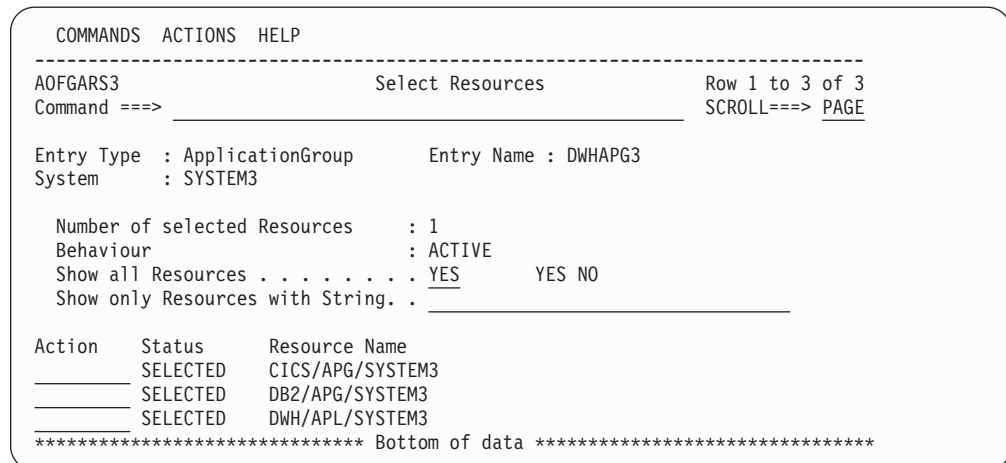 COMMANDS ACTIONS HELP
-------------------------------------------------------------------------------
AOFGARS3 Select Resources Row 1 to 3 of 3
Command ===> SCROLL===> PAGE
Entry Type : ApplicationGroup Entry Name : DWHAPG3
System : SYSTEM3
Number of selected Resources : 1
Behaviour : ACTIVE
Show all Resources . . . . . . . . YES YES NO
Show only Resources with String. .
Action Status Resource Name
SELECTED CICS/APG/SYSTEM3
SELECTED DB2/APG/SYSTEM3
SELECTED DWH/APL/SYSTEM3
******************************* Bottom of data ********************************